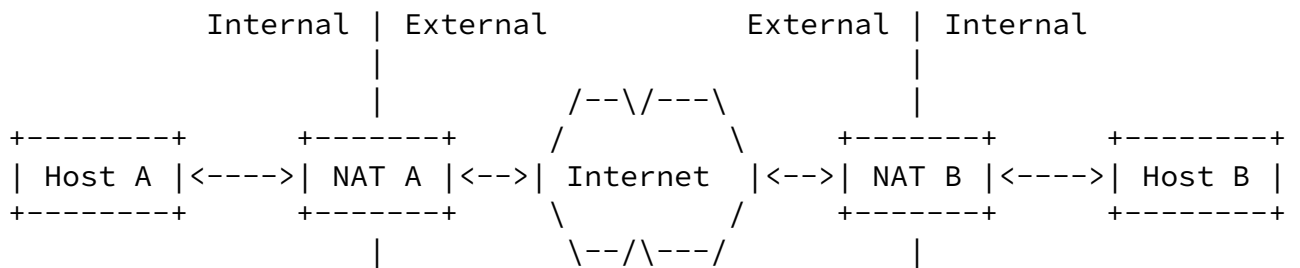 Internal | External             External | Internal
                     |                               |
                     |           /--\/---\           |
+--------+       +-------+      /         \      +-------+       +--------+
| Host A |<---->| NAT A |<-->| Internet  |<-->| NAT B |<---->| Host B |
+--------+       +-------+      \         /      +-------+       +--------+
                     |           \--/\---/           |